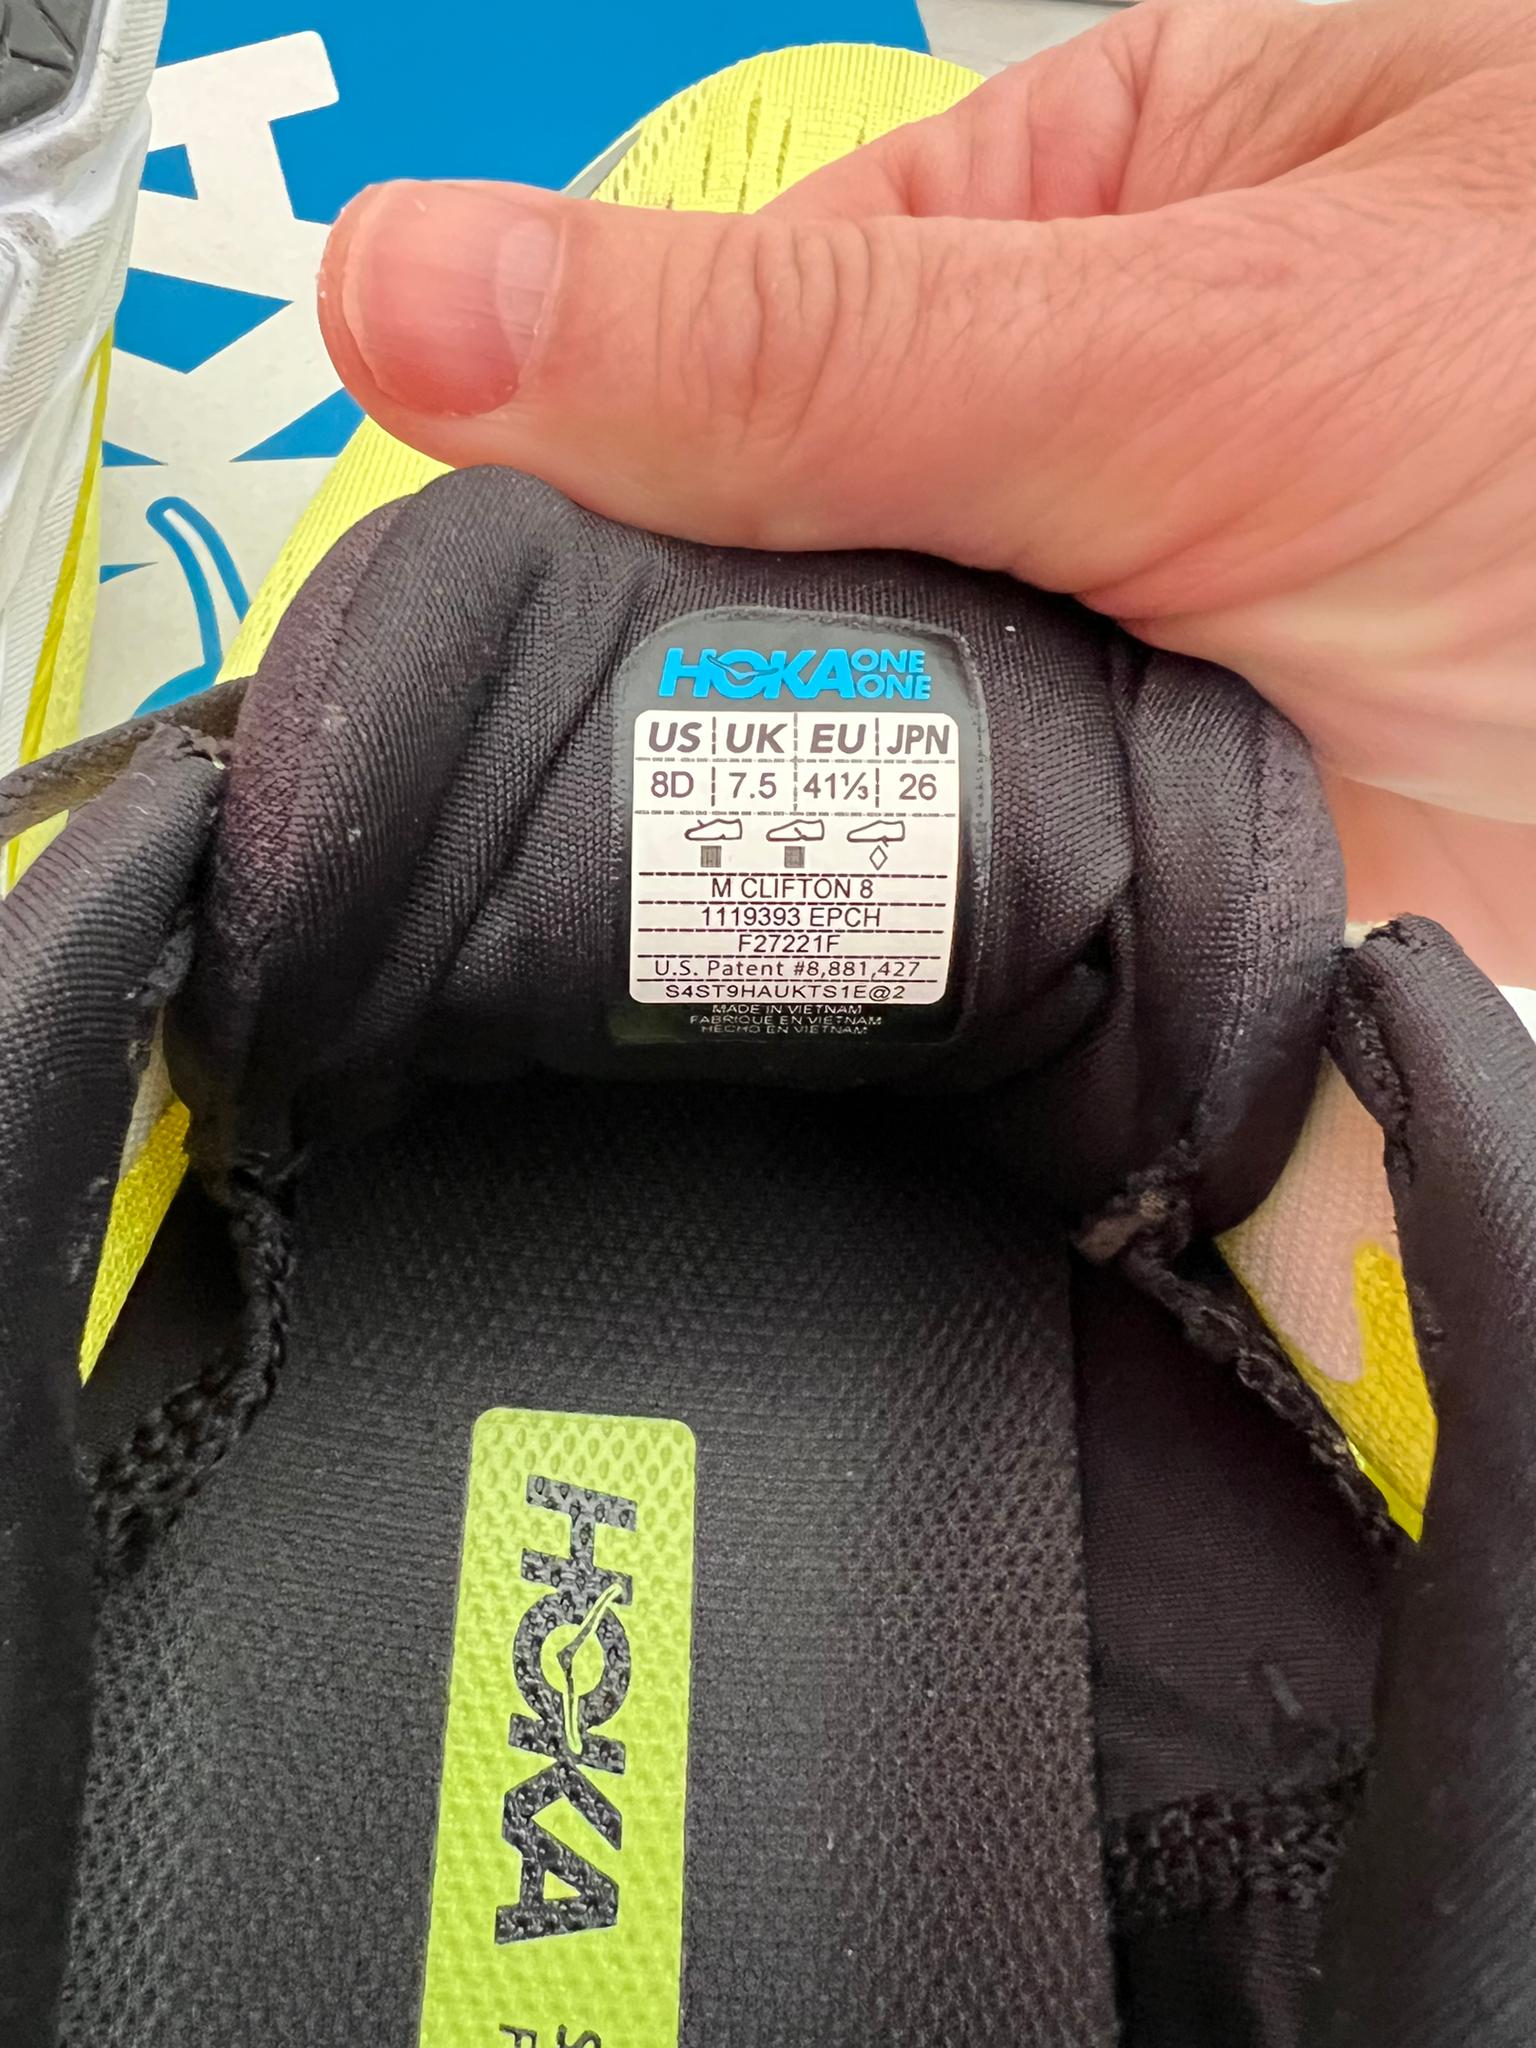 HOKA ONE ONE
US UK EU JPN
8D 7.5 41⅓ 26
M CLIFTON 8
1119393 EPCH
F27221F
U.S. Patent #8,881,427
S4ST9HAUKTS1E@2
MADE IN VIETNAM
FABRIQUE EN VIETNAM
HECHO EN VIETNAM
HOKA